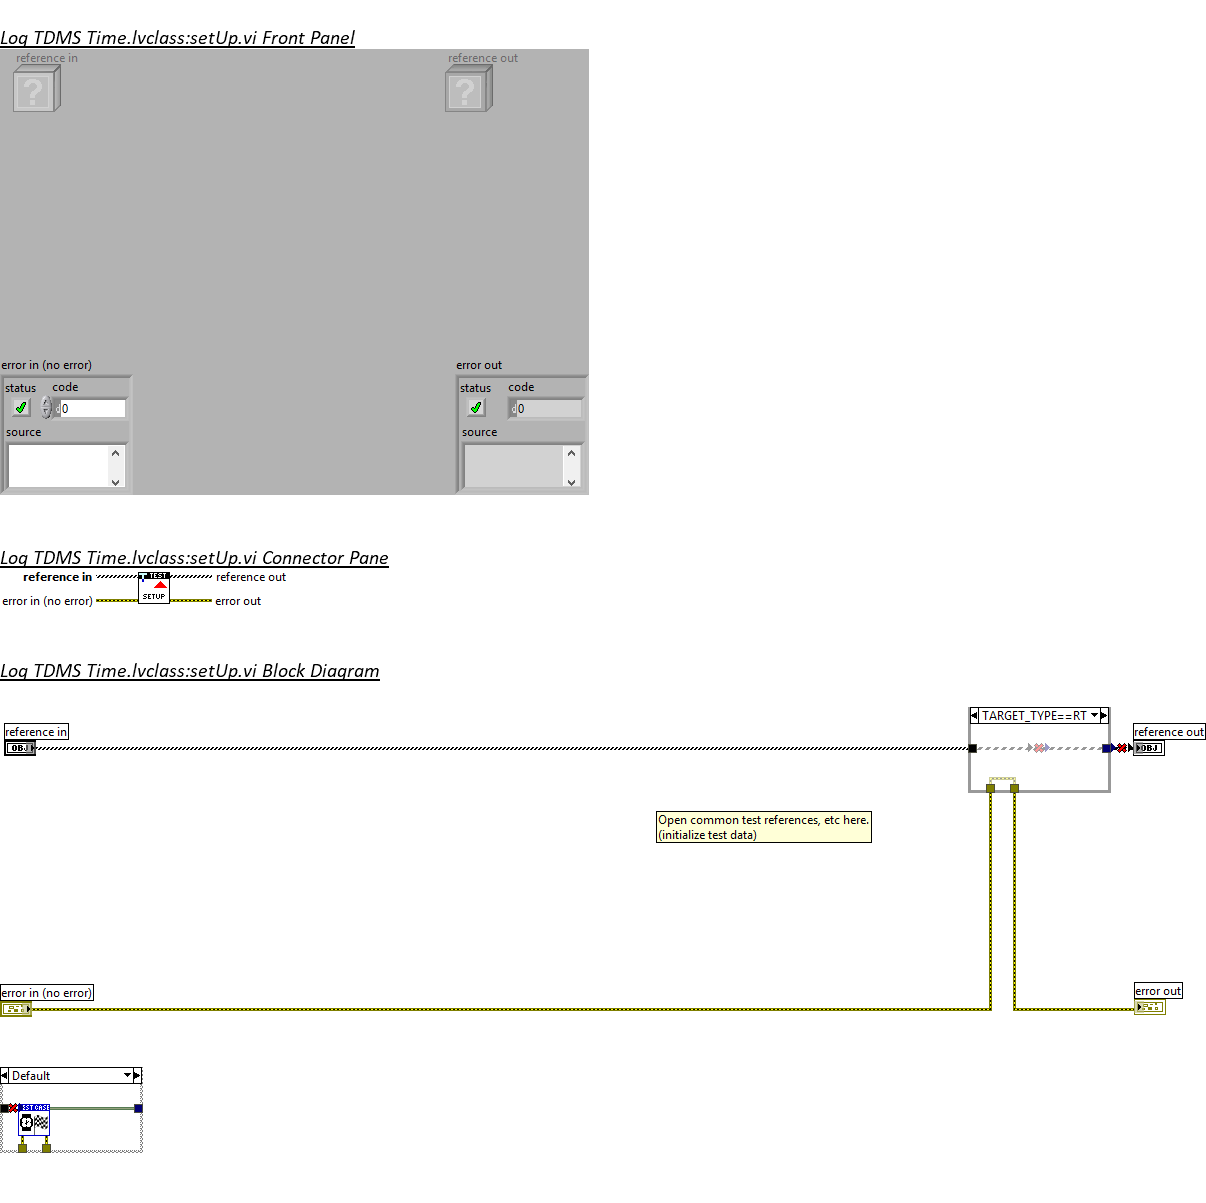 Log TDMS Time.lvclass:setUp.vi Front Panel
reference in
reference out
?
?
error in (no error)
error out
status
code
status
code
d
0
d
0
source
source
Log TDMS Time.lvclass:setUp.vi Connector Pane
reference in
TEST
reference out
error in (no error)
SETUP
error out
Log TDMS Time.lvclass:setUp.vi Block Diagram
TARGET_TYPE==RT
reference in
reference out
OBJ
OBJ
Open common test references, etc here.
(initialize test data)
error in (no error)
error out
Default